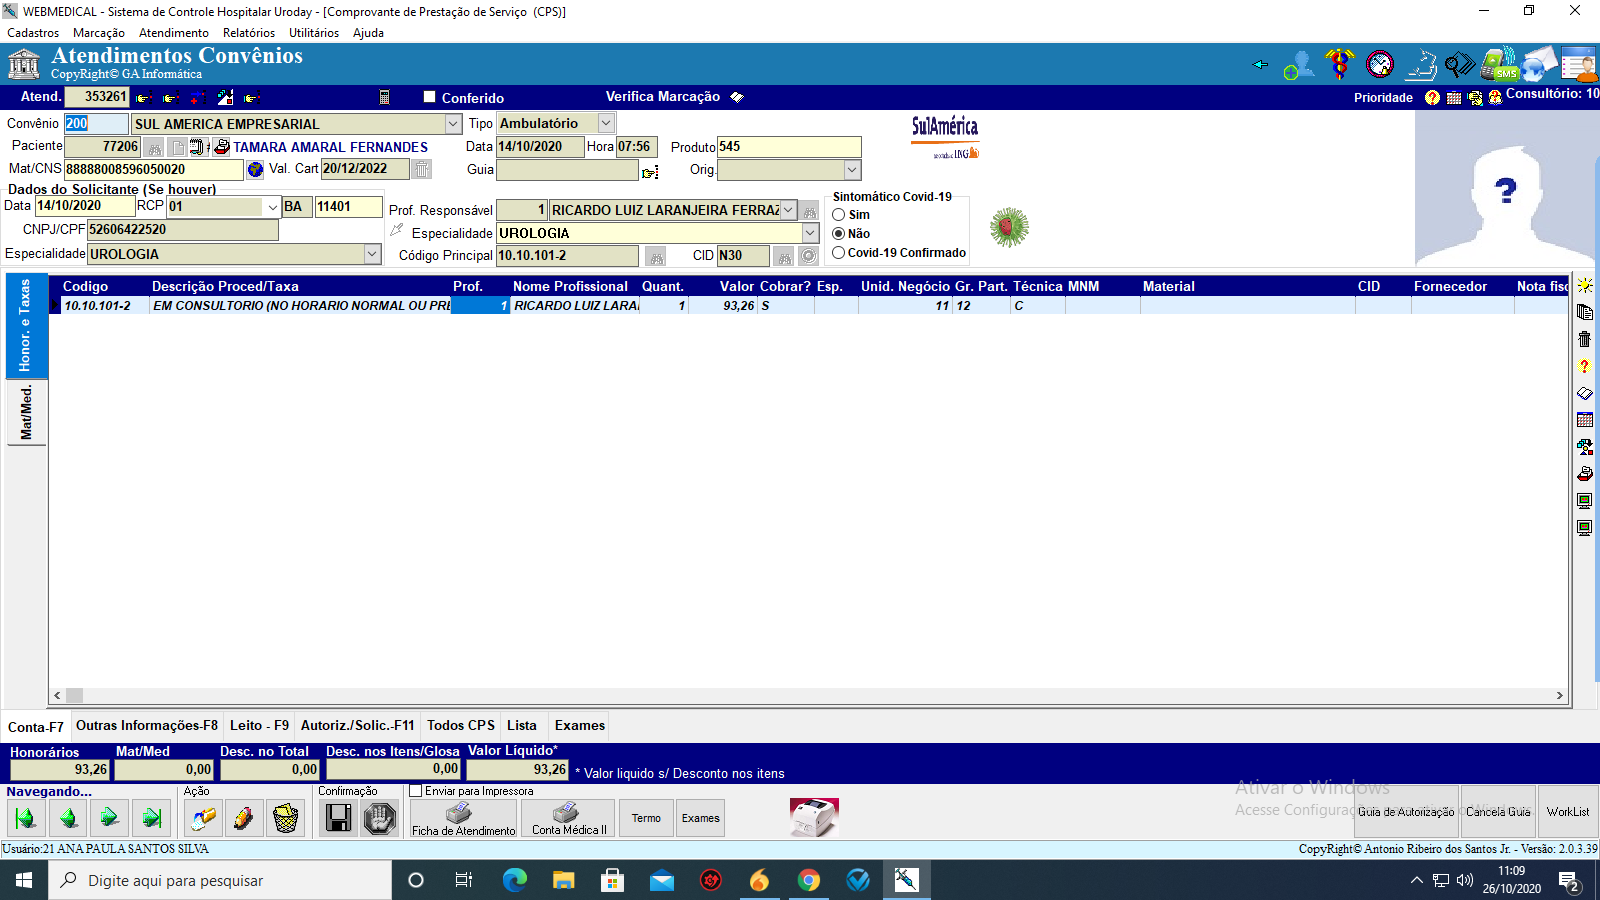 WEBMEDICAL - Sistema de Controle Hospitalar Uroday - [Comprovante de Prestação de Serviço (CPS)]
Cadastros Marcação Atendimento Relatórios Utilitários Ajuda
Atendimentos Convênios
CopyRight© GA Informática
SMS
Atend. 353261 Conferido Verifica Marcação Prioridade Consultório: 10
Convênio 200 SUL AMERICA EMPRESARIAL Tipo Ambulatório
SulAmérica
associada ao ING
Paciente 77206 TAMARA AMARAL FERNANDES Data 14/10/2020 Hora 07:56 Produto 545
Mat/CNS 88888008596050020 Val. Cart 20/12/2022 Guia Orig.
Dados do Solicitante (Se houver)
Data 14/10/2020 RCP 01 BA 11401
CNPJ/CPF 52606422520
Especialidade UROLOGIA
Prof. Responsável 1 RICARDO LUIZ LARANJEIRA FERRAZ
Especialidade UROLOGIA
Código Principal 10.10.101-2 CID N30
Sintomático Covid-19
Sim
Não
Covid-19 Confirmado
?
Honor. e Taxas
Mat/Med.
Codigo Descrição Proced/Taxa Prof. Nome Profissional Quant. Valor Cobrar? Esp. Unid. Negócio Gr. Part. Técnica MNM Material CID Fornecedor Nota fisc
10.10.101-2 EM CONSULTORIO (NO HORARIO NORMAL OU PRE 1 RICARDO LUIZ LARA 1 93,26 S 11 12 C
Conta-F7 Outras Informações-F8 Leito - F9 Autoriz./Solic.-F11 Todos CPS Lista Exames
Honorários Mat/Med Desc. no Total Desc. nos Itens/Glosa Valor Líquido*
93,26 0,00 0,00 0,00 93,26 * Valor liquido s/ Desconto nos itens
Navegando... Ação Confirmação Enviar para Impressora
Ficha de Atendimento Conta Médica II Termo Exames Guia de Autorização Cancela Guia WorkList
Ativar o Windows
Acesse Configurações para ativar o Windows.
Usuário:21 ANA PAULA SANTOS SILVA CopyRight© Antonio Ribeiro dos Santos Jr. - Versão: 2.0.3.39
Digite aqui para pesquisar
11:09
26/10/2020
2